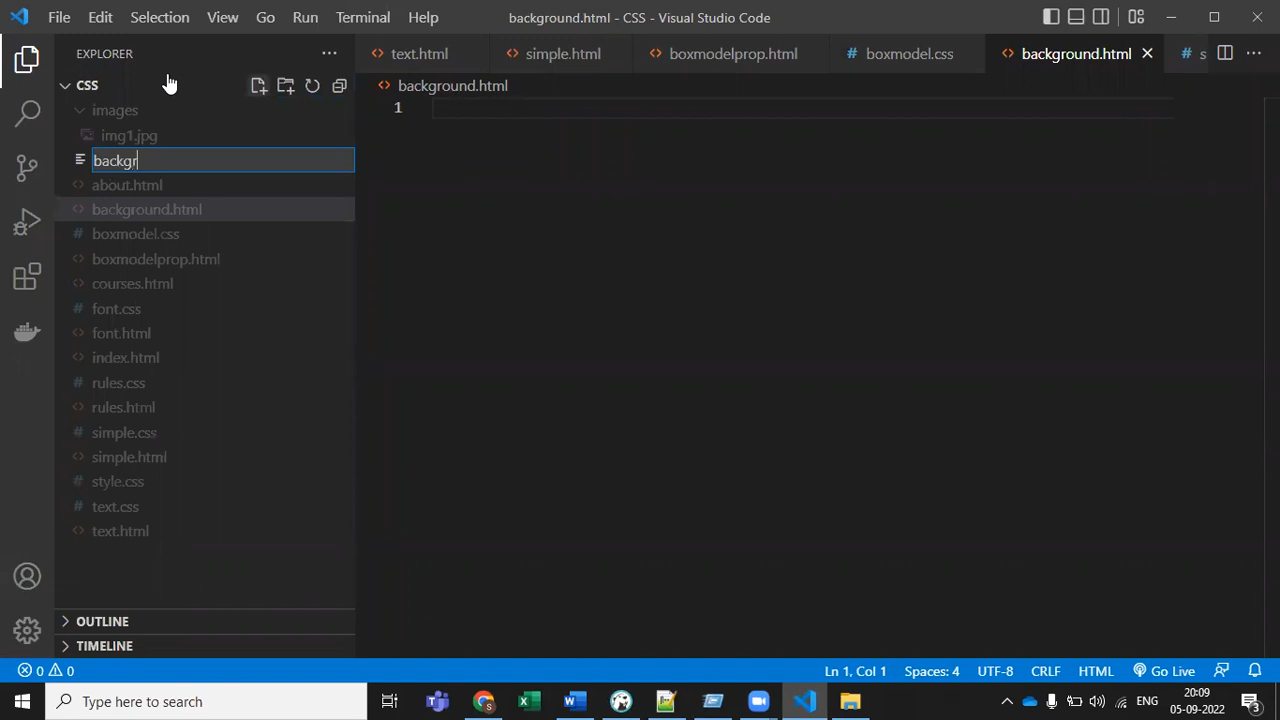 File Edit Selection View Go Run Terminal Help background.html - CSS - Visual Studio Code
EXPLORER
text.html simple.html boxmodelprop.html boxmodel.css background.html s
CSS
background.html
images
1
img1.jpg
backgr
about.html
background.html
boxmodel.css
boxmodelprop.html
courses.html
font.css
font.html
index.html
rules.css
rules.html
simple.css
simple.html
style.css
text.css
text.html
OUTLINE
TIMELINE
0 0 Ln 1, Col 1 Spaces: 4 UTF-8 CRLF HTML Go Live
Type here to search
ENG
20:09
05-09-2022
3